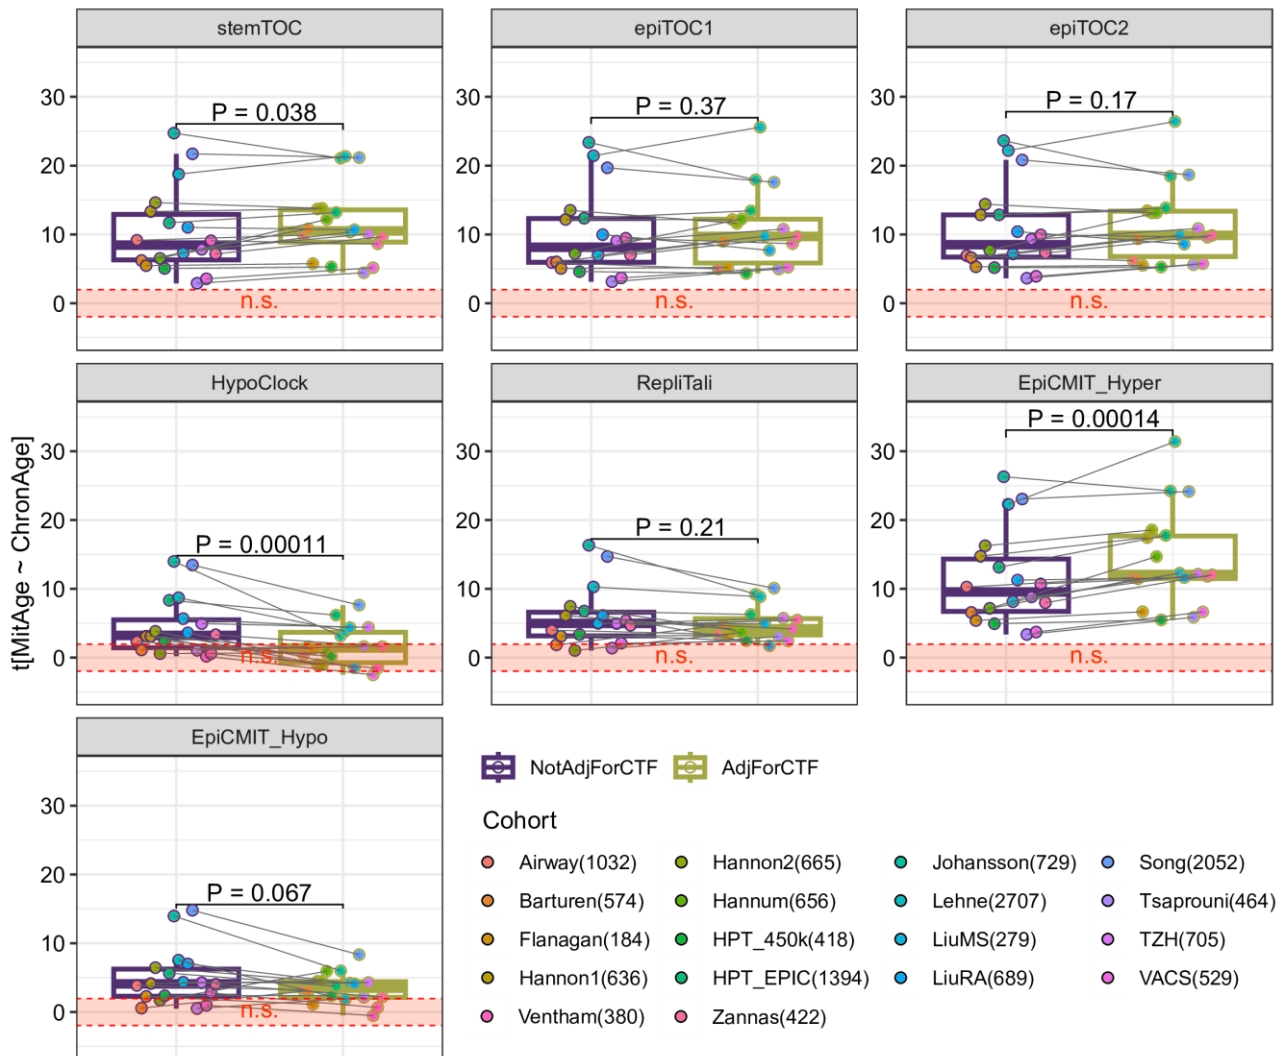 stemTOC
epiTOC1
epiTOC2
P = 0.038
P = 0.37
P = 0.17
30
20
10
0
30
20
10
0
30
20
10
0
n.s.
n.s.
n.s.
HypoClock
RepliTali
EpiCMIT_Hyper
P = 0.00011
P = 0.21
P = 0.00014
30
20
10
0
30
20
10
0
30
20
10
0
n.s.
n.s.
n.s.
t[MitAge ~ ChronAge]
EpiCMIT_Hypo
P = 0.067
30
20
10
0
n.s.
NotAdjForCTF
AdjForCTF
Cohort
Airway(1032)
Hannon2(665)
Johansson(729)
Song(2052)
Barturen(574)
Hannum(656)
Lehne(2707)
Tsaprouni(464)
Flanagan(184)
HPT_450k(418)
LiuMS(279)
TZH(705)
Hannon1(636)
HPT_EPIC(1394)
LiuRA(689)
VACS(529)
Ventham(380)
Zannas(422)